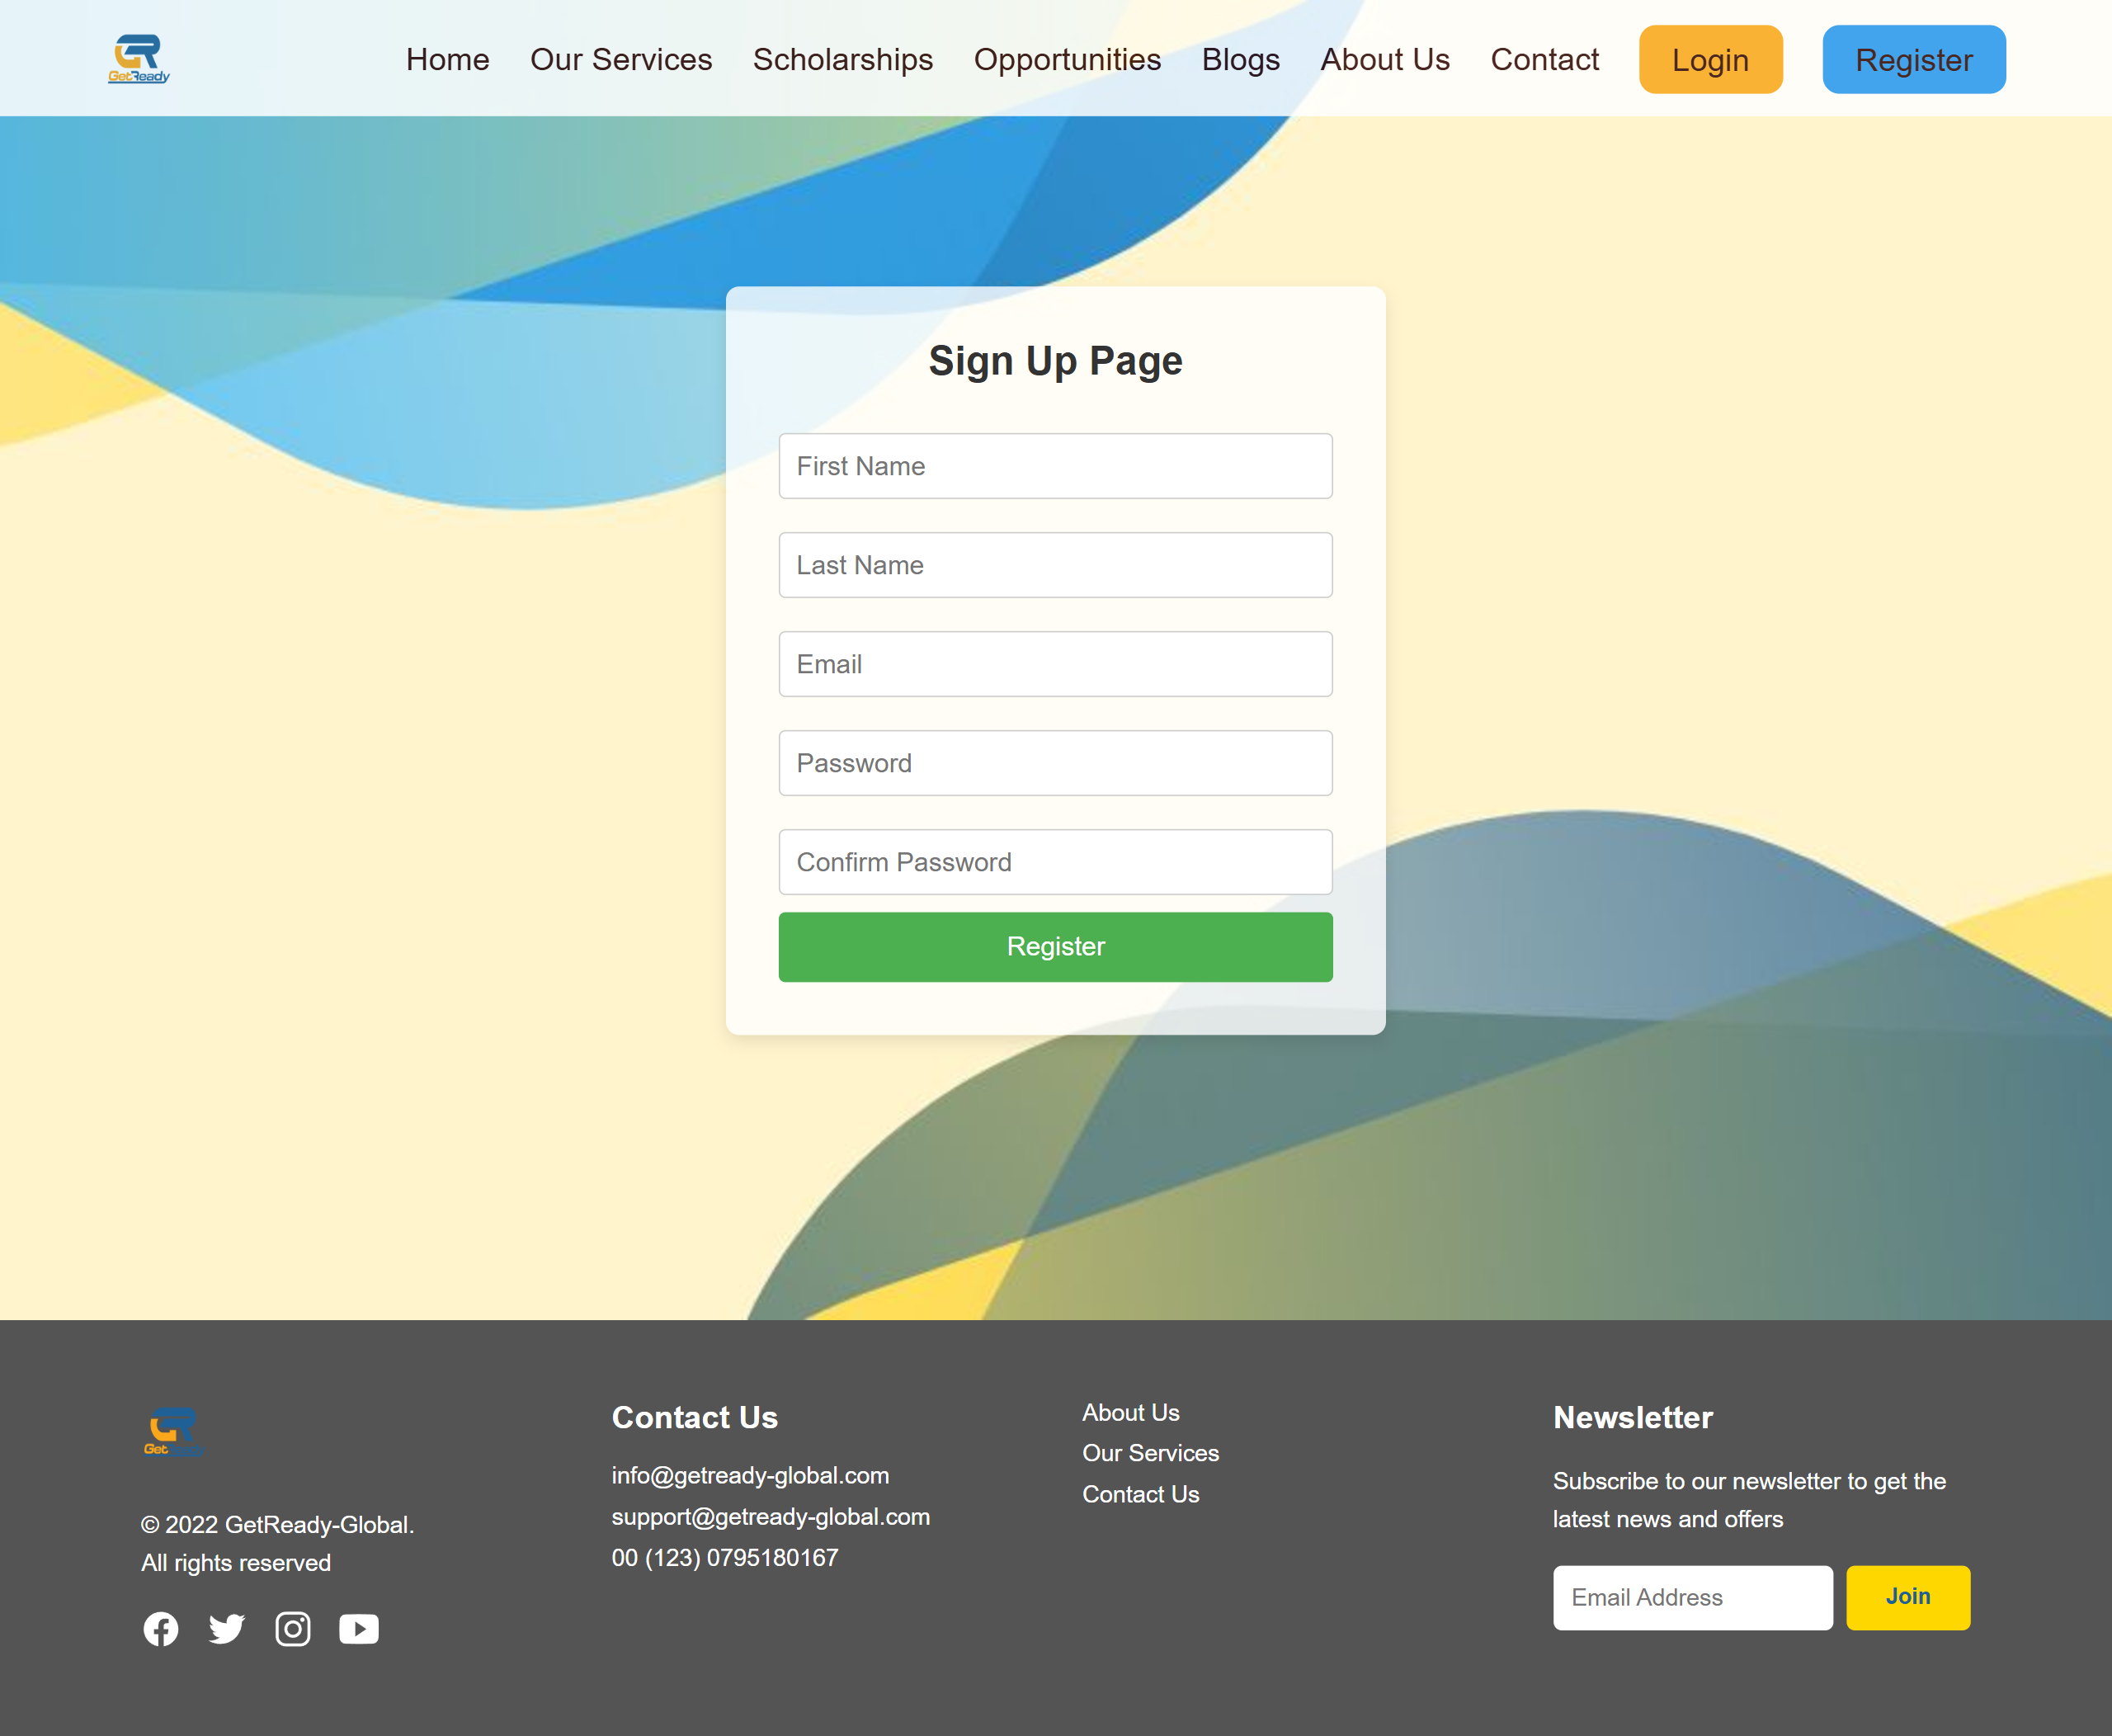 GR
GetReady
Home Our Services Scholarships Opportunities Blogs About Us Contact Login Register
Sign Up Page
First Name
Last Name
Email
Password
Confirm Password
Register
GR
GetReady
© 2022 GetReady-Global.
All rights reserved
Contact Us
info@getready-global.com
support@getready-global.com
00 (123) 0795180167
About Us
Our Services
Contact Us
Newsletter
Subscribe to our newsletter to get the
latest news and offers
Email Address Join